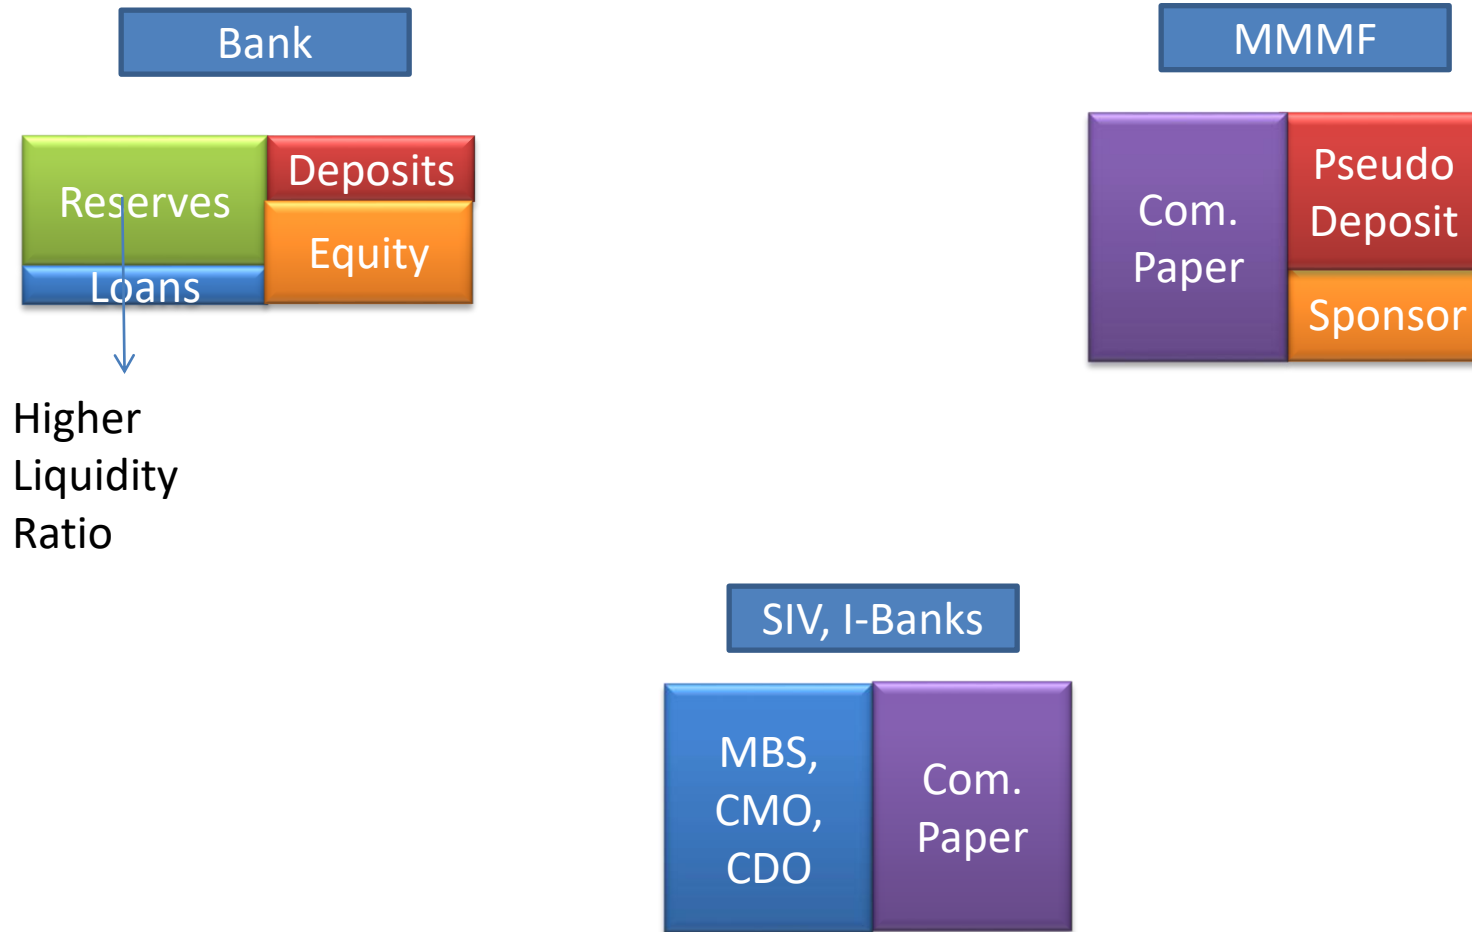 Bank
MMMF
Reserves
Deposits
Equity
Loans
Higher
Liquidity
Ratio
Com.
Paper
Pseudo
Deposit
Sponsor
SIV, I-Banks
MBS,
CMO,
CDO
Com.
Paper